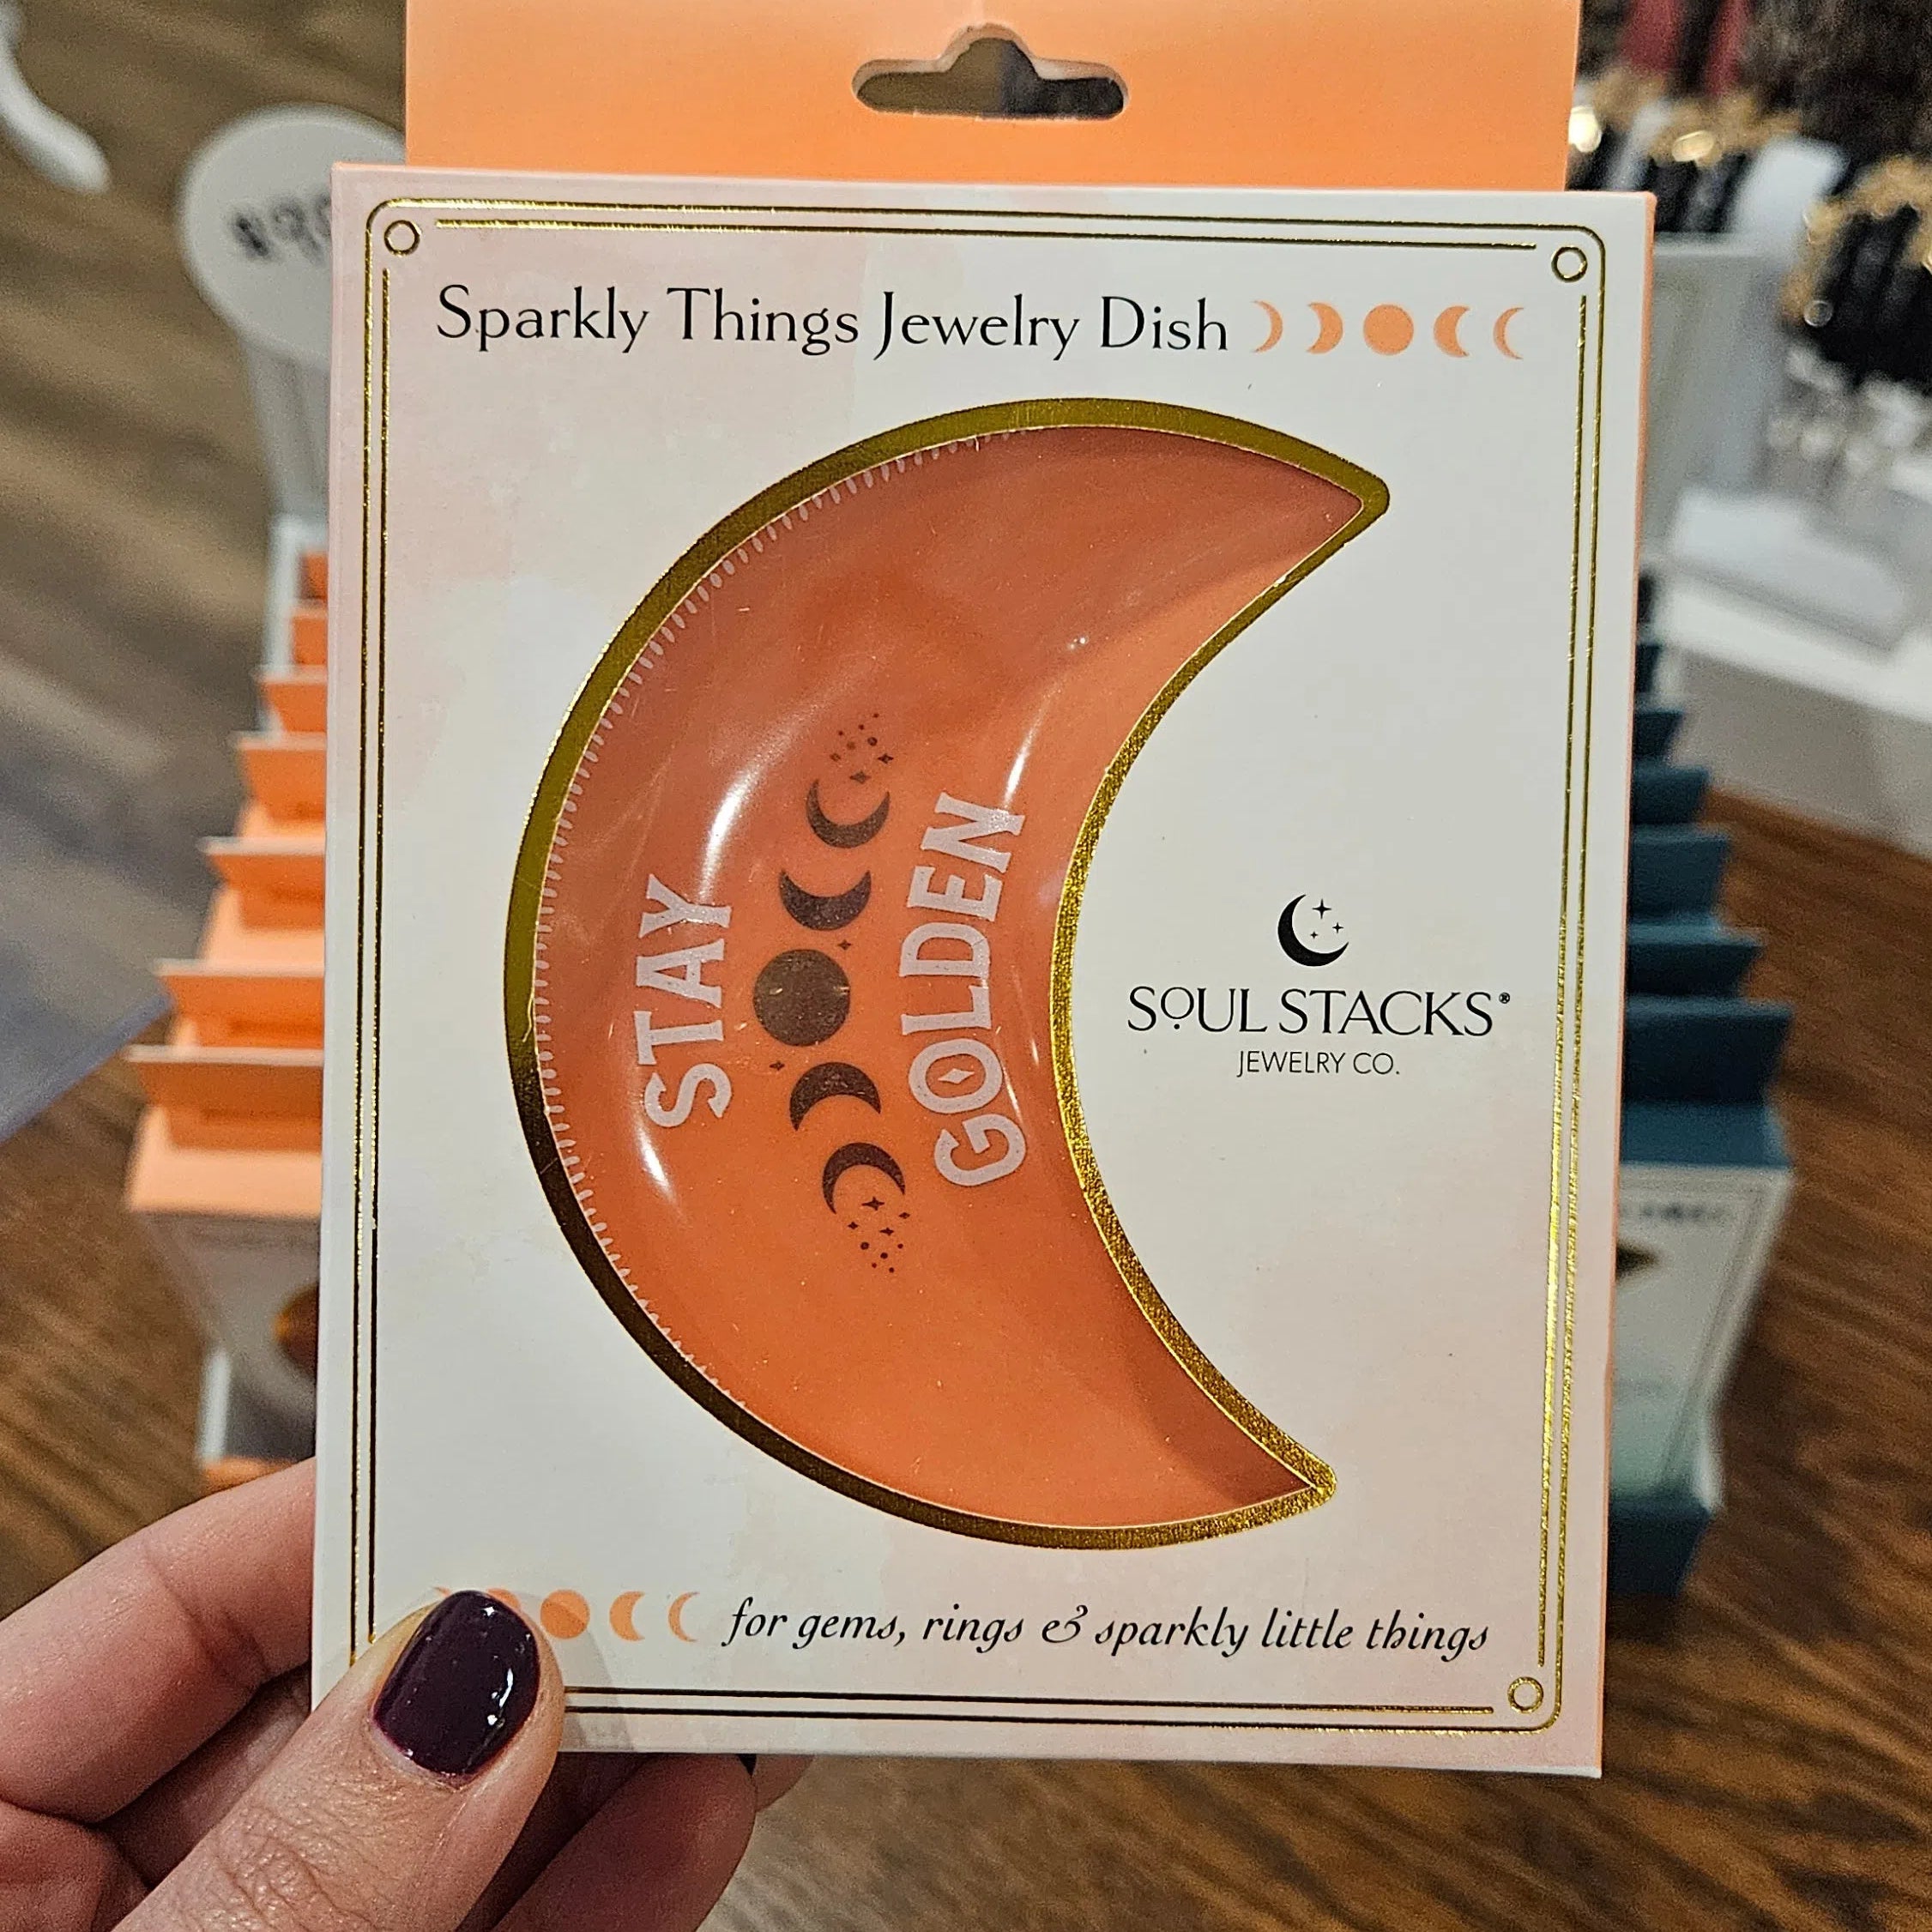 Sparkly Things Jewelry Dish
STAY
GOLDEN
SOUL STACKS®
JEWELRY CO.
for gems, rings & sparkly little things